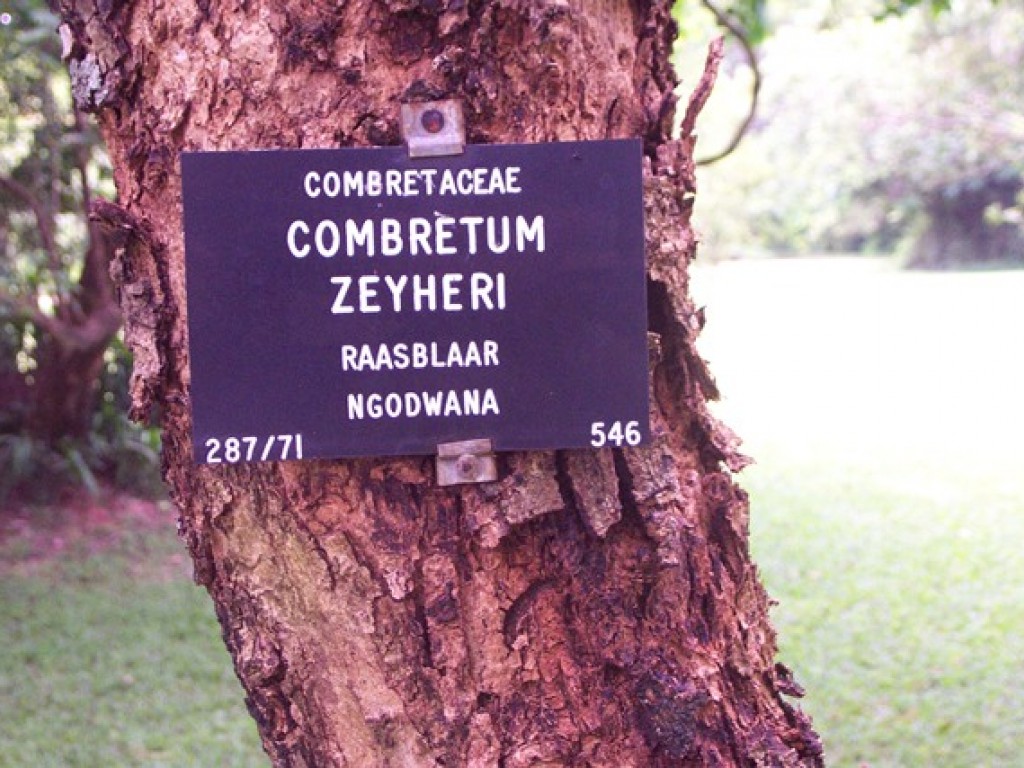 COMBRETACEAE
COMBRETUM
ZEYHERI
RAASBLAAR
NGODWANA
287/71 546